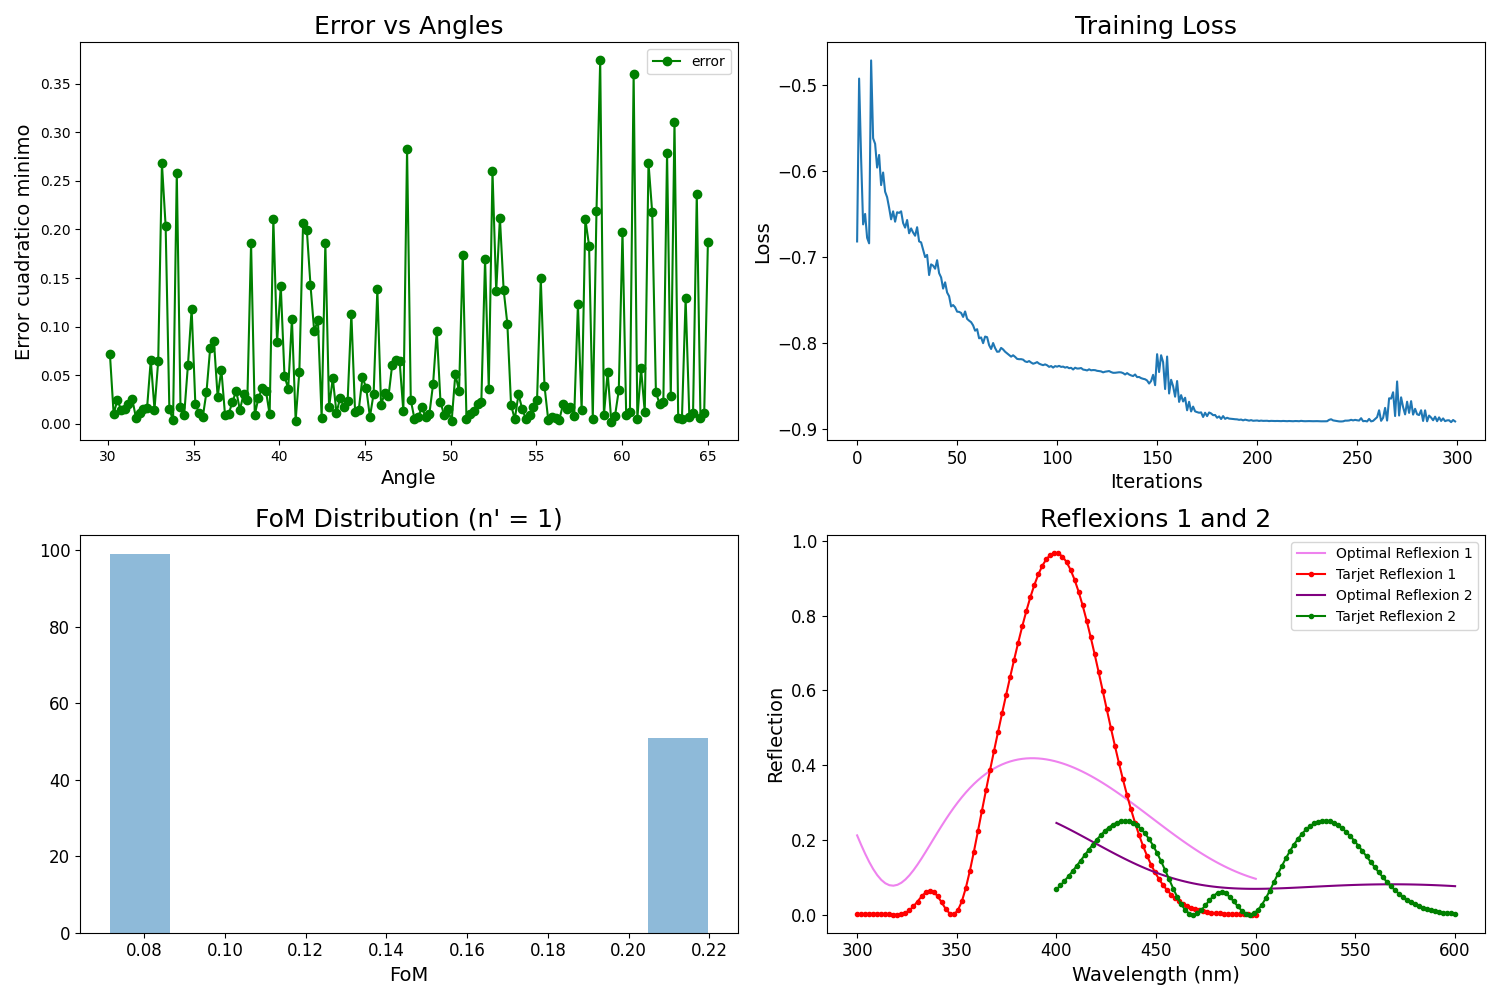 Error vs Angles
error
Error cuadratico minimo
0.35
0.30
0.25
0.20
0.15
0.10
0.05
0.00
30 35 40 45 50 55 60 65
Angle
Training Loss
Loss
−0.5
−0.6
−0.7
−0.8
−0.9
0 50 100 150 200 250 300
Iterations
FoM Distribution (n' = 1)
100
80
60
40
20
0
0.08 0.10 0.12 0.14 0.16 0.18 0.20 0.22
FoM
Reflexions 1 and 2
Optimal Reflexion 1
Tarjet Reflexion 1
Optimal Reflexion 2
Tarjet Reflexion 2
Reflection
1.0
0.8
0.6
0.4
0.2
0.0
300 350 400 450 500 550 600
Wavelength (nm)